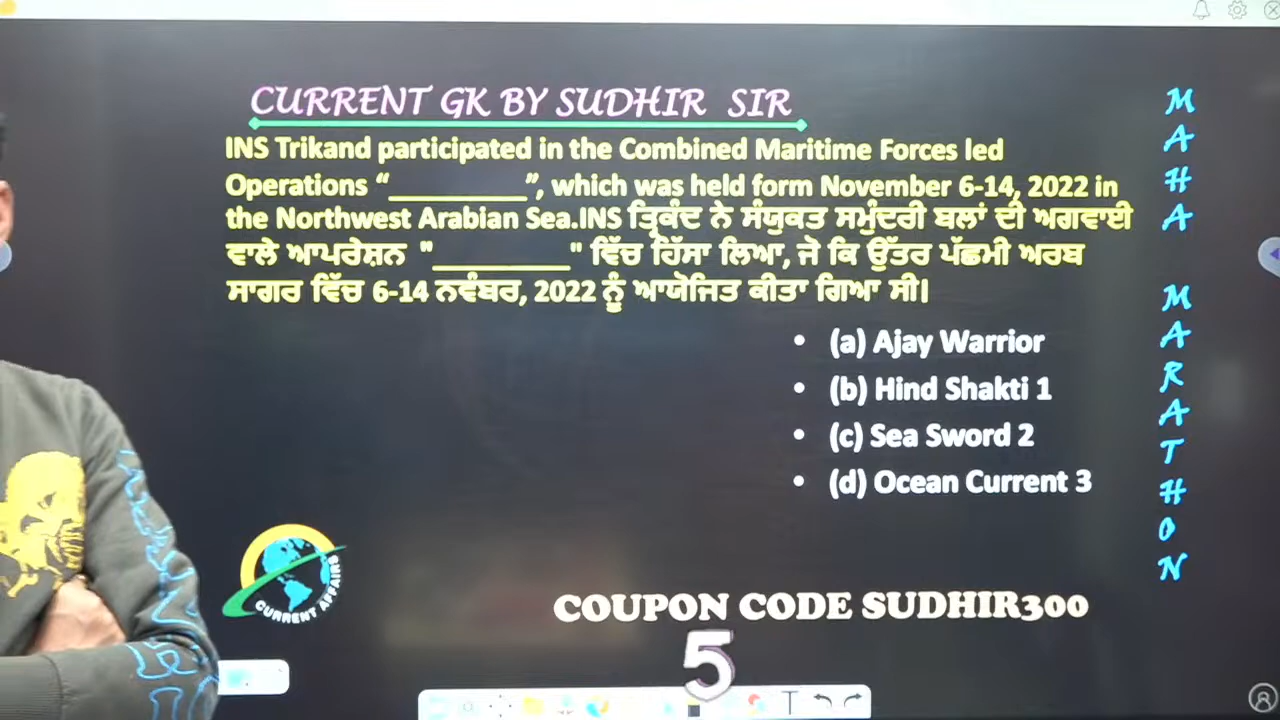 CURRENT GK BY SUDHIR SIR
INS Trikand participated in the Combined Maritime Forces led
Operations “_________”, which was held form November 6-14, 2022 in
the Northwest Arabian Sea.INS ਤ੍ਰਿਕੰਦ ਨੇ ਸੰਯੁਕਤ ਸਮੁੰਦਰੀ ਬਲਾਂ ਦੀ ਅਗਵਾਈ
ਵਾਲੇ ਆਪਰੇਸ਼ਨ "_________" ਵਿੱਚ ਹਿੱਸਾ ਲਿਆ, ਜੋ ਕਿ ਉੱਤਰ ਪੱਛਮੀ ਅਰਬ
ਸਾਗਰ ਵਿੱਚ 6-14 ਨਵੰਬਰ, 2022 ਨੂੰ ਆਯੋਜਿਤ ਕੀਤਾ ਗਿਆ ਸੀ।
• (a) Ajay Warrior
• (b) Hind Shakti 1
• (c) Sea Sword 2
• (d) Ocean Current 3
MAHA MARATHON
CURRENT AFFAIRS
COUPON CODE SUDHIR300
5
T